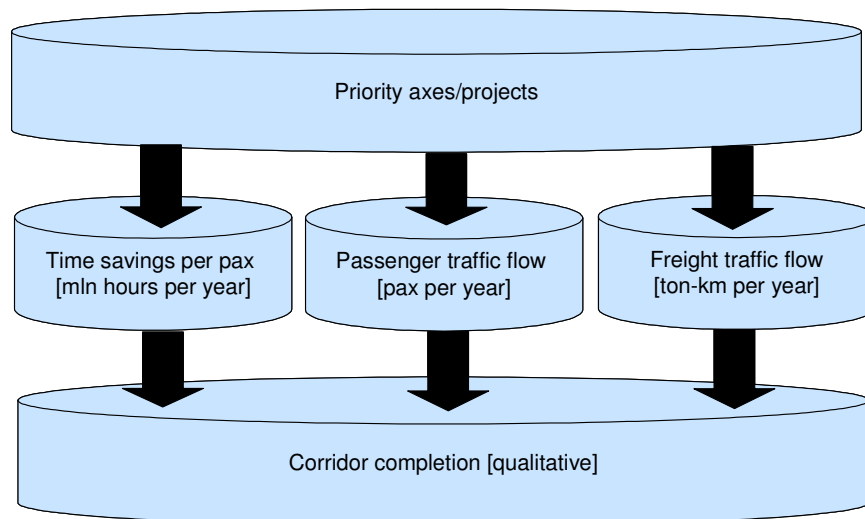 Priority axes/projects
Time savings per pax
[mln hours per year]
Passenger traffic flow
[pax per year]
Freight traffic flow
[ton-km per year]
Corridor completion [qualitative]